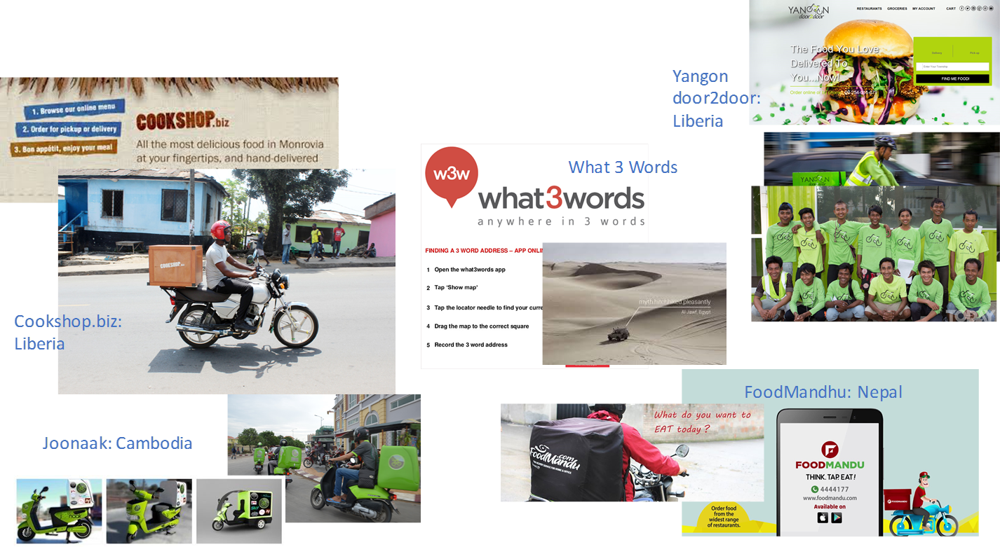 YANGON
door2door
RESTAURANTS GROCERIES MY ACCOUNT CART
The Food You Love
Delivered To
You...Now!
Delivery Pick up
Enter Your Township
FIND ME FOOD!
Order online or
Yangon
door2door:
Liberia
1. Browse our online menu
2. Order for pickup or delivery
3. Bon appétit, enjoy your meal
COOKSHOP.biz
All the most delicious food in Monrovia
at your fingertips, and hand-delivered
COOKSHOP.biz
Cookshop.biz:
Liberia
What 3 Words
w3w
what3words
anywhere in 3 words
FINDING A 3 WORD ADDRESS – APP ONLI
1 Open the what3words app
2 Tap ‘Show map’
3 Tap the locator needle to find your curre
4 Drag the map to the correct square
5 Record the 3 word address
myth.hitchhiked.pleasantly
Al Jawf, Egypt
YANGON
door2door
TODAY
Joonaak: Cambodia
FoodMandhu: Nepal
What do you want to
EAT today?
FoodMandu
.com
FOODMANDU
THINK. TAP. EAT!
4444177
www.foodmandu.com
Available on
Order food
from the
widest range
of restaurants.
FOODMANDU